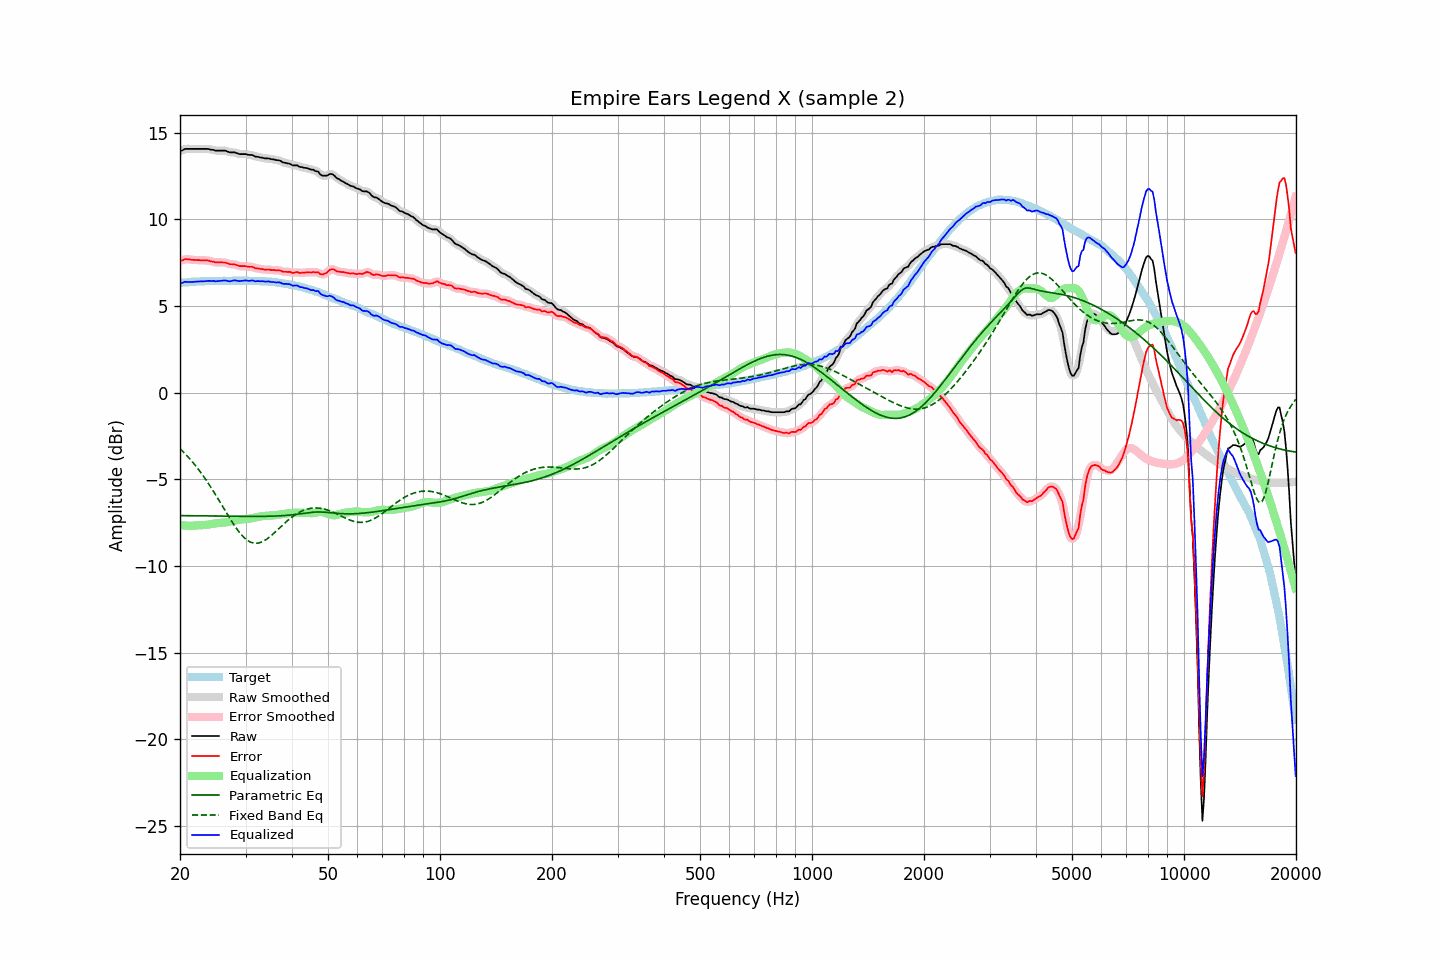 Empire Ears Legend X (sample 2)
15
10
5
0
−5
−10
−15
−20
−25
Amplitude (dBr)
Target
Raw Smoothed
Error Smoothed
Raw
Error
Equalization
Parametric Eq
Fixed Band Eq
Equalized
20 50 100 200 500 1000 2000 5000 10000 20000
Frequency (Hz)